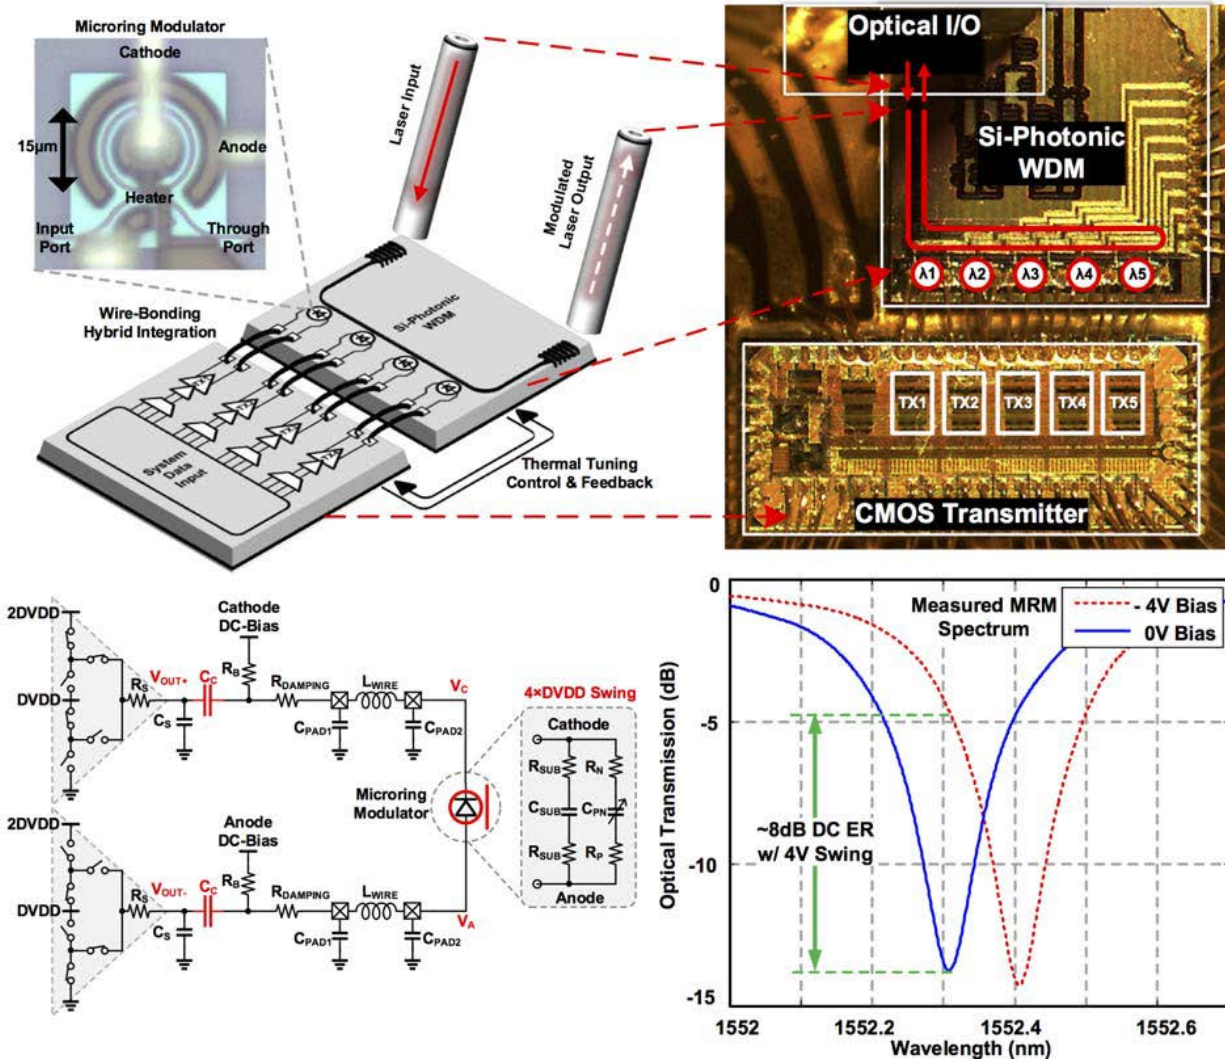 Microring Modulator
Cathode
15μm
Anode
Heater
Input
Port
Through
Port
Laser Input
Modulated
Laser Output
Wire-Bonding
Hybrid Integration
Si-Photonic
WDM
TX
TX
TX
TX
System
Data
Input
Thermal Tuning
Control & Feedback
Optical I/O
Si-Photonic
WDM
λ1 λ2 λ3 λ4 λ5
TX1 TX2 TX3 TX4 TX5
CMOS Transmitter
2DVDD
DVDD
Cathode
DC-Bias
RS
VOUT+
CC
RB
CS
RDAMPING
LWIRE
CPAD1
CPAD2
VC
2DVDD
DVDD
Anode
DC-Bias
RS
VOUT-
CC
RB
CS
RDAMPING
LWIRE
CPAD1
CPAD2
VA
Microring
Modulator
4×DVDD Swing
Cathode
RSUB RN
CSUB CPN
RSUB RP
Anode
Measured MRM
Spectrum
- 4V Bias
0V Bias
~8dB DC ER
w/ 4V Swing
Optical Transmission (dB)
0
-5
-10
-15
1552 1552.2 1552.4 1552.6
Wavelength (nm)